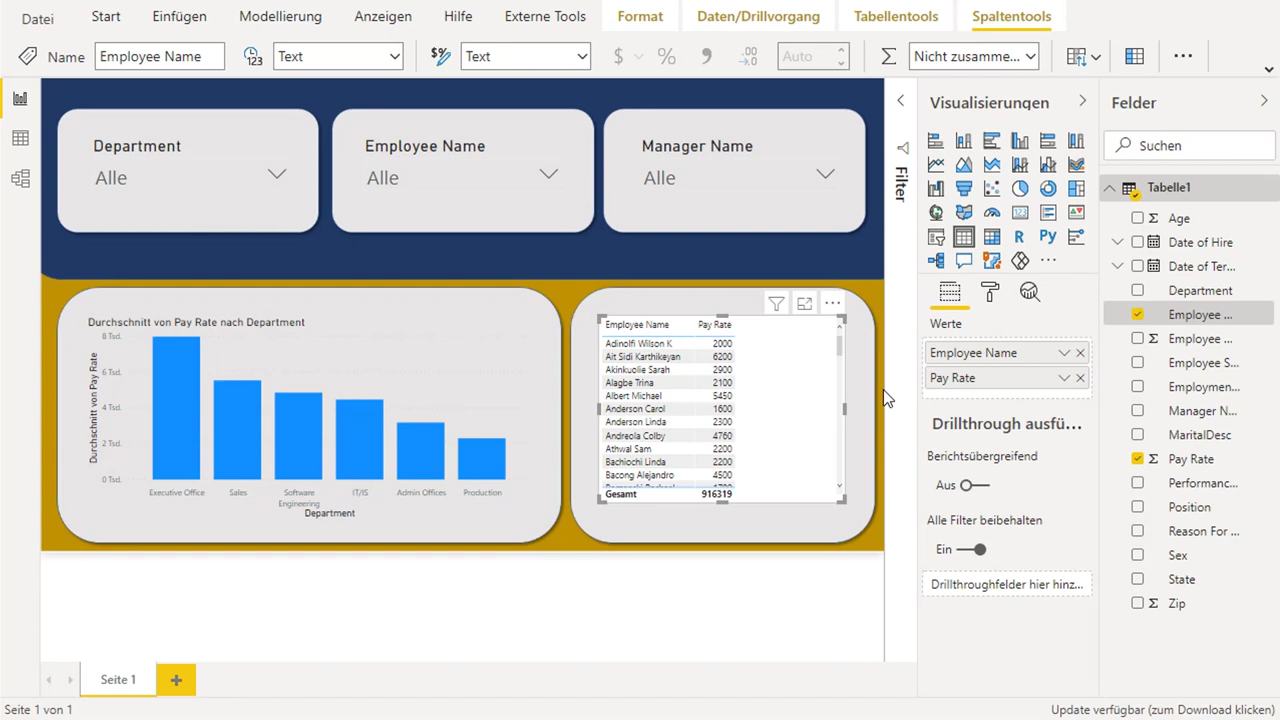 Datei Start Einfügen Modellierung Anzeigen Hilfe Externe Tools Format Daten/Drillvorgang Tabellentools Spaltentools
Name Employee Name Text Text $ % Auto Nicht zusamme...
Department Employee Name Manager Name
Alle Alle Alle
Durchschnitt von Pay Rate nach Department
Durchschnitt von Pay Rate
8 Tsd.
6 Tsd.
4 Tsd.
2 Tsd.
0 Tsd.
Executive Office Sales Software Engineering IT/IS Admin Offices Production
Department
Employee Name Pay Rate
Adinolfi Wilson K 2000
Ait Sidi Karthikeyan 6200
Akinkuolie Sarah 2900
Alagbe Trina 2100
Albert Michael 5450
Anderson Carol 1600
Anderson Linda 2300
Andreola Colby 4760
Athwal Sam 2200
Bachiochi Linda 2200
Bacong Alejandro 4500
Gesamt 916319
Filter
Visualisierungen
R Py
Werte
Employee Name
Pay Rate
Drillthrough ausfü...
Berichtsübergreifend
Aus
Alle Filter beibehalten
Ein
Drillthroughfelder hier hinz...
Felder
Suchen
Tabelle1
Age
Date of Hire
Date of Ter...
Department
Employee ...
Employee ...
Employee S...
Employmen...
Manager N...
MaritalDesc
Pay Rate
Performanc...
Position
Reason For ...
Sex
State
Zip
Seite 1
Seite 1 von 1 Update verfügbar (zum Download klicken)